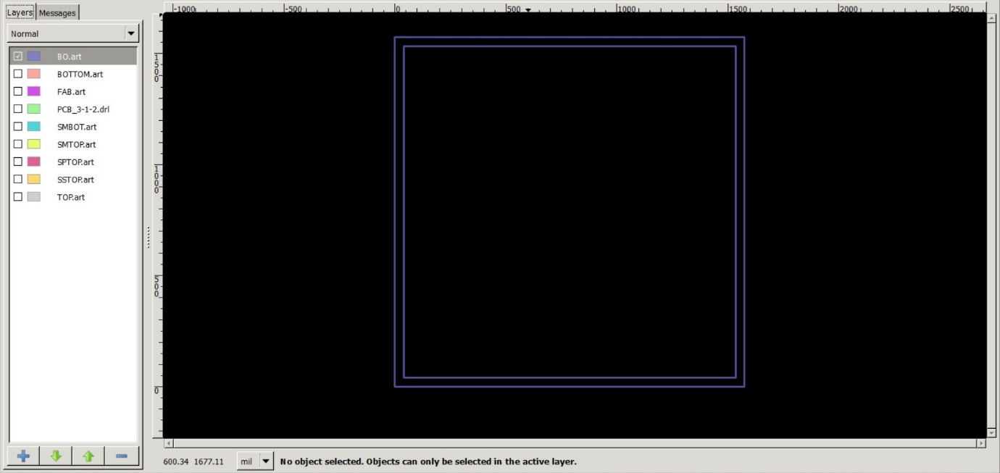 Layers Messages
Normal
BO.art
BOTTOM.art
FAB.art
PCB_3-1-2.drl
SMBOT.art
SMTOP.art
SPTOP.art
SSTOP.art
TOP.art
-1000 -500 0 500 1000 1500 2000 2500
1500
1000
500
0
600.34 1677.11 mil No object selected. Objects can only be selected in the active layer.